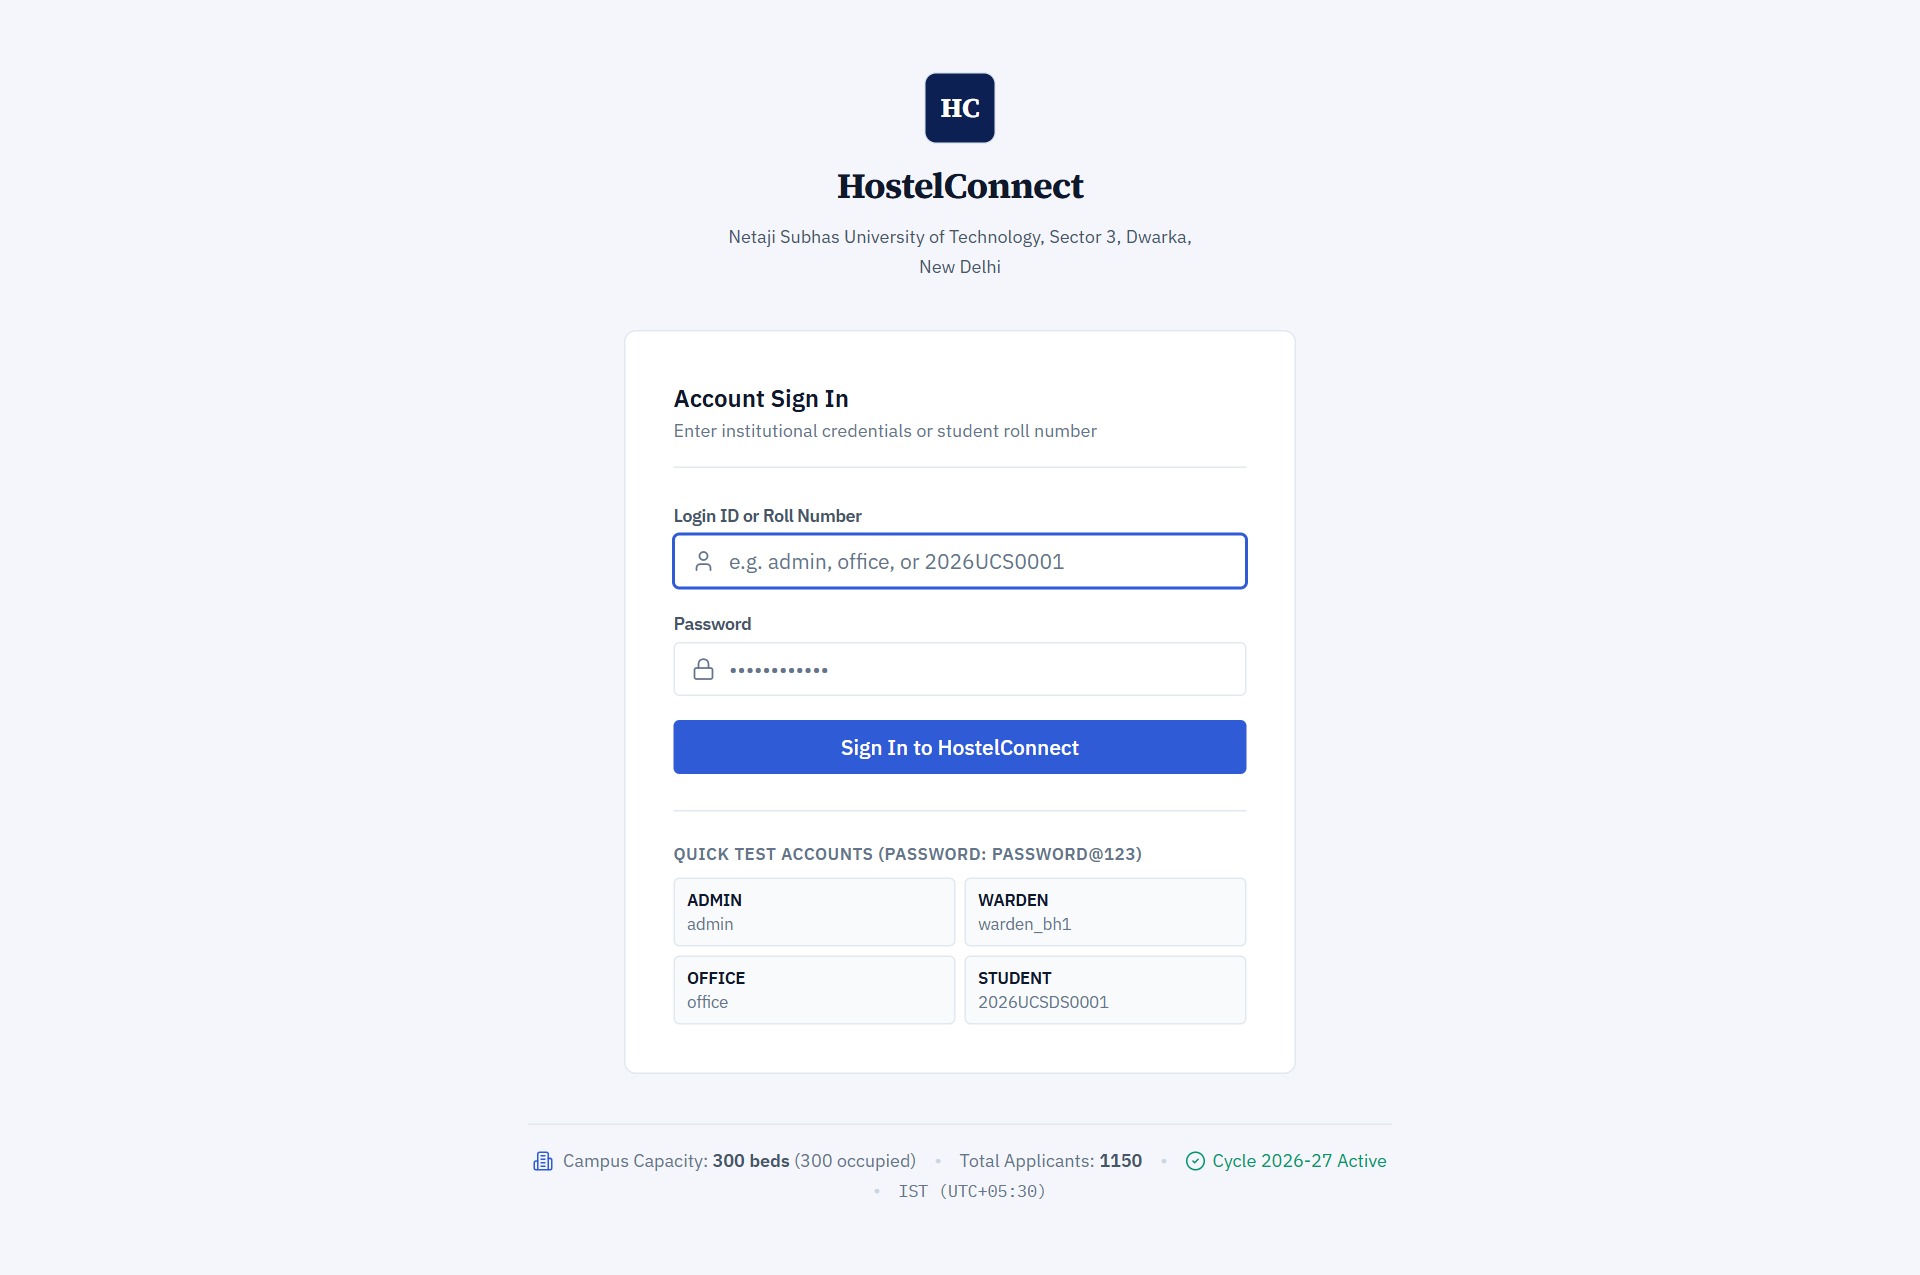 HC
HostelConnect
Netaji Subhas University of Technology, Sector 3, Dwarka,
New Delhi
Account Sign In
Enter institutional credentials or student roll number
Login ID or Roll Number
e.g. admin, office, or 2026UCS0001
Password
••••••••••••
Sign In to HostelConnect
QUICK TEST ACCOUNTS (PASSWORD: PASSWORD@123)
ADMIN
admin
WARDEN
warden_bh1
OFFICE
office
STUDENT
2026UCSDS0001
Campus Capacity: 300 beds (300 occupied) • Total Applicants: 1150 • Cycle 2026-27 Active
• IST (UTC+05:30)